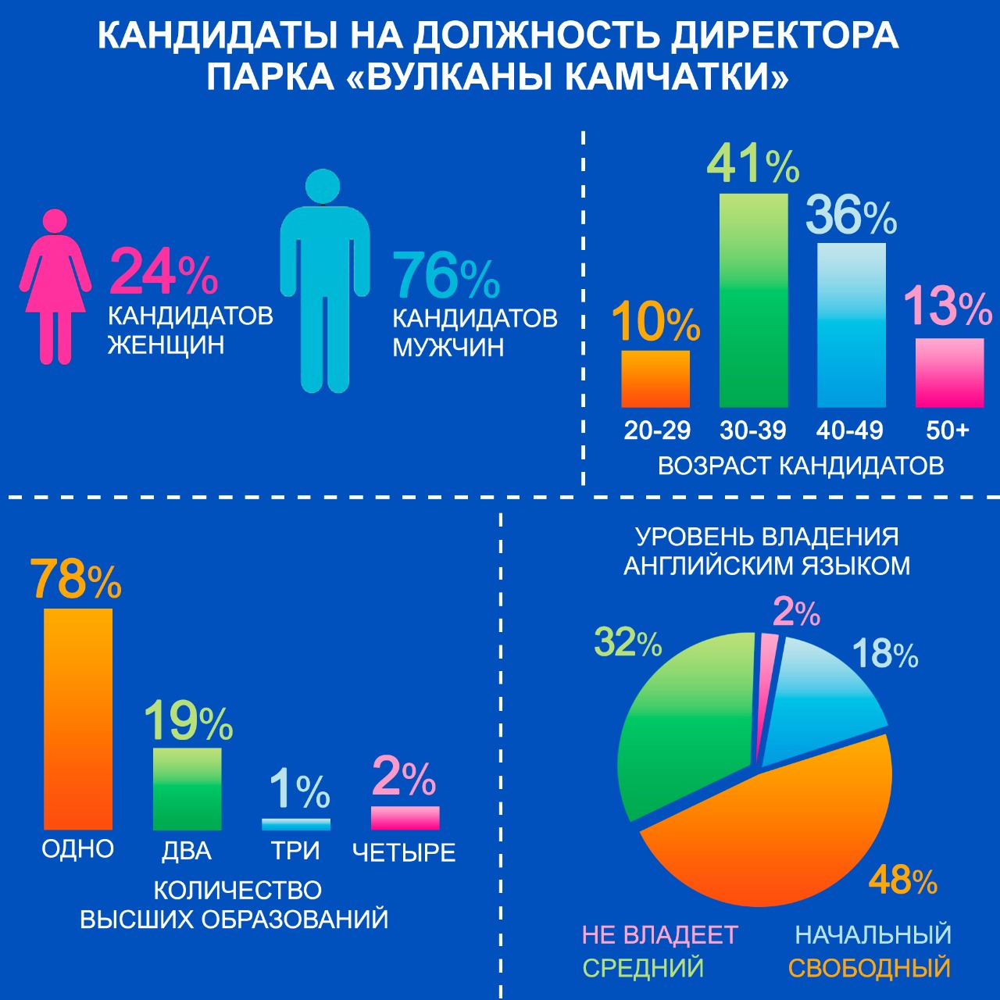 КАНДИДАТЫ НА ДОЛЖНОСТЬ ДИРЕКТОРА
ПАРКА «ВУЛКАНЫ КАМЧАТКИ»
24%
КАНДИДАТОВ
ЖЕНЩИН
76%
КАНДИДАТОВ
МУЖЧИН
10%
41%
36%
13%
20-29
30-39
40-49
50+
ВОЗРАСТ КАНДИДАТОВ
78%
19%
1%
2%
ОДНО
ДВА
ТРИ
ЧЕТЫРЕ
КОЛИЧЕСТВО
ВЫСШИХ ОБРАЗОВАНИЙ
УРОВЕНЬ ВЛАДЕНИЯ
АНГЛИЙСКИМ ЯЗЫКОМ
32%
2%
18%
48%
НЕ ВЛАДЕЕТ
НАЧАЛЬНЫЙ
СРЕДНИЙ
СВОБОДНЫЙ